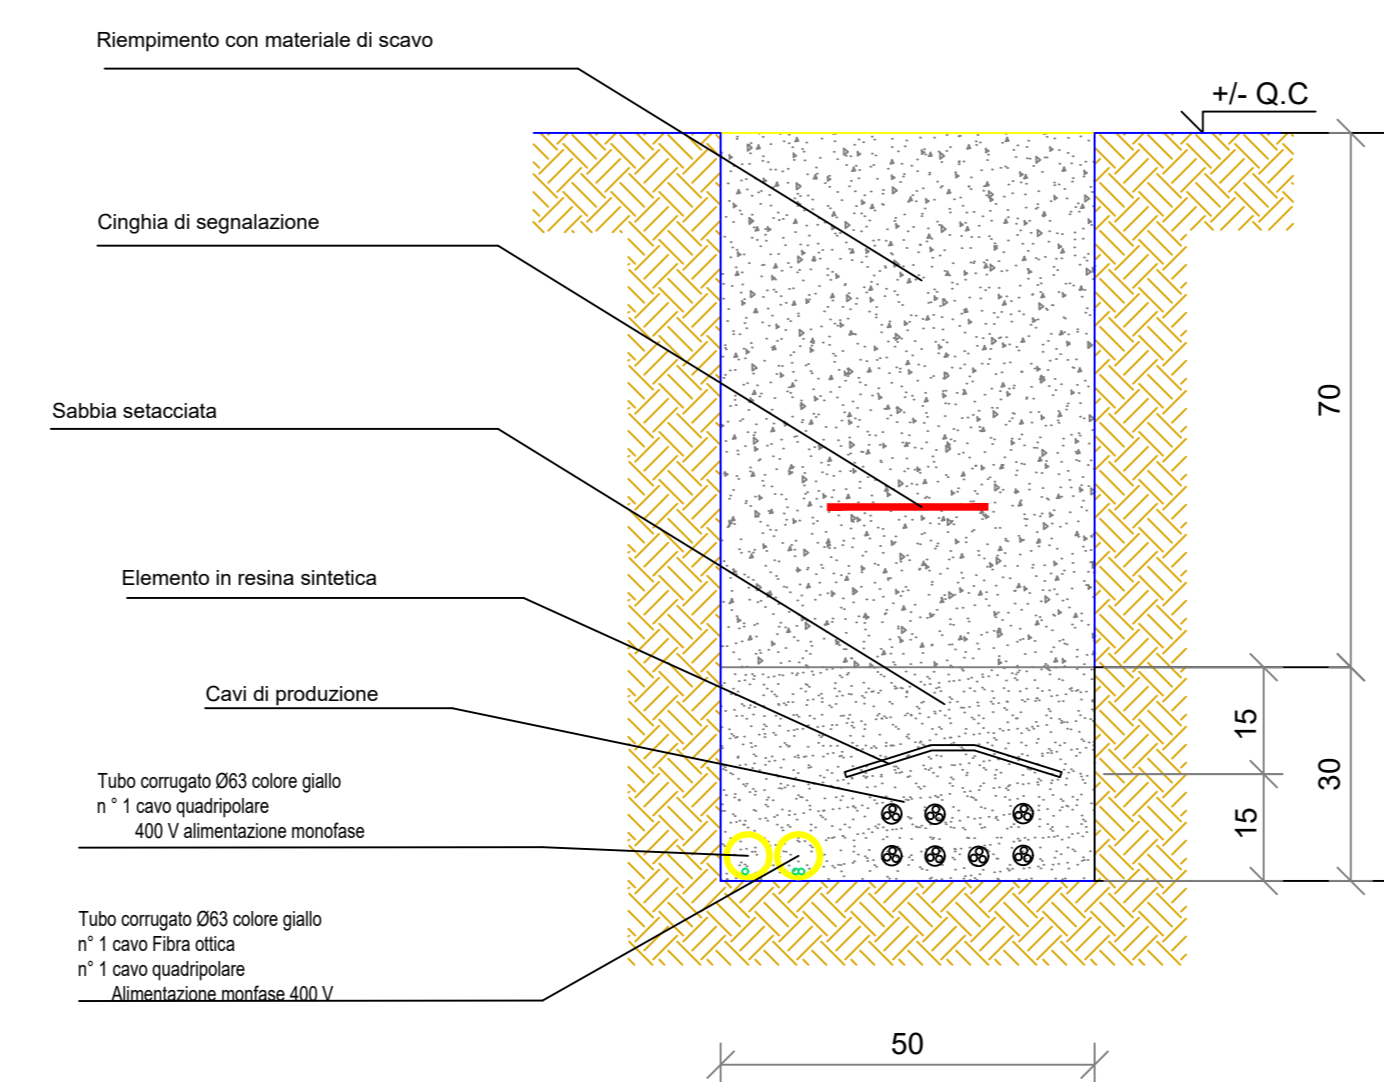 Riempimento con materiale di scavo
+/- Q.C
Cinghia di segnalazione
70
Sabbia setacciata
Elemento in resina sintetica
Cavi di produzione
15
30
15
Tubo corrugato Ø63 colore giallo
n ° 1 cavo quadripolare
400 V alimentazione monofase
Tubo corrugato Ø63 colore giallo
n° 1 cavo Fibra ottica
n° 1 cavo quadripolare
Alimentazione monfase 400 V
50